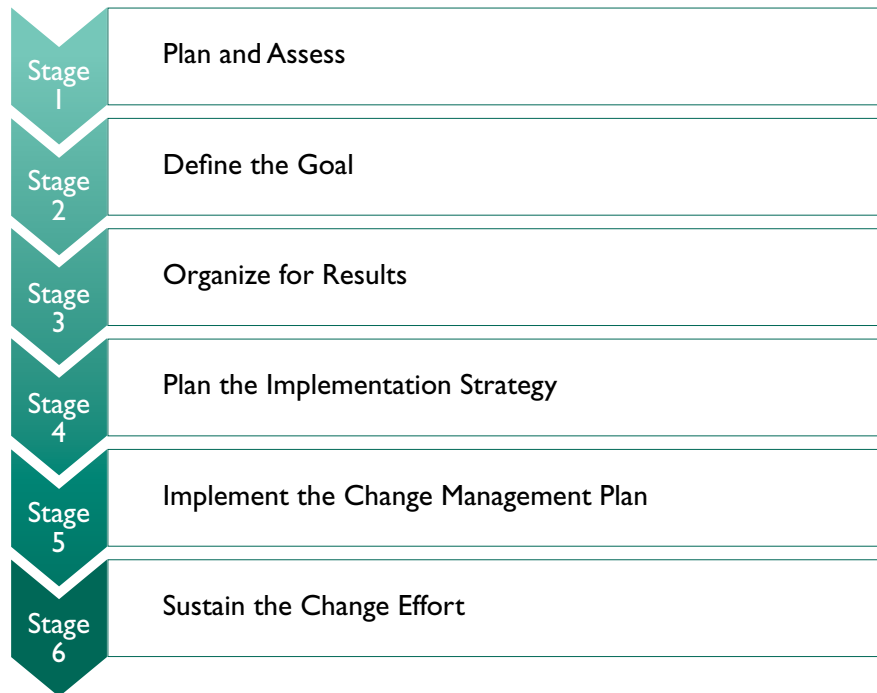 Stage
1
Plan and Assess
Stage
2
Define the Goal
Stage
3
Organize for Results
Stage
4
Plan the Implementation Strategy
Stage
5
Implement the Change Management Plan
Stage
6
Sustain the Change Effort